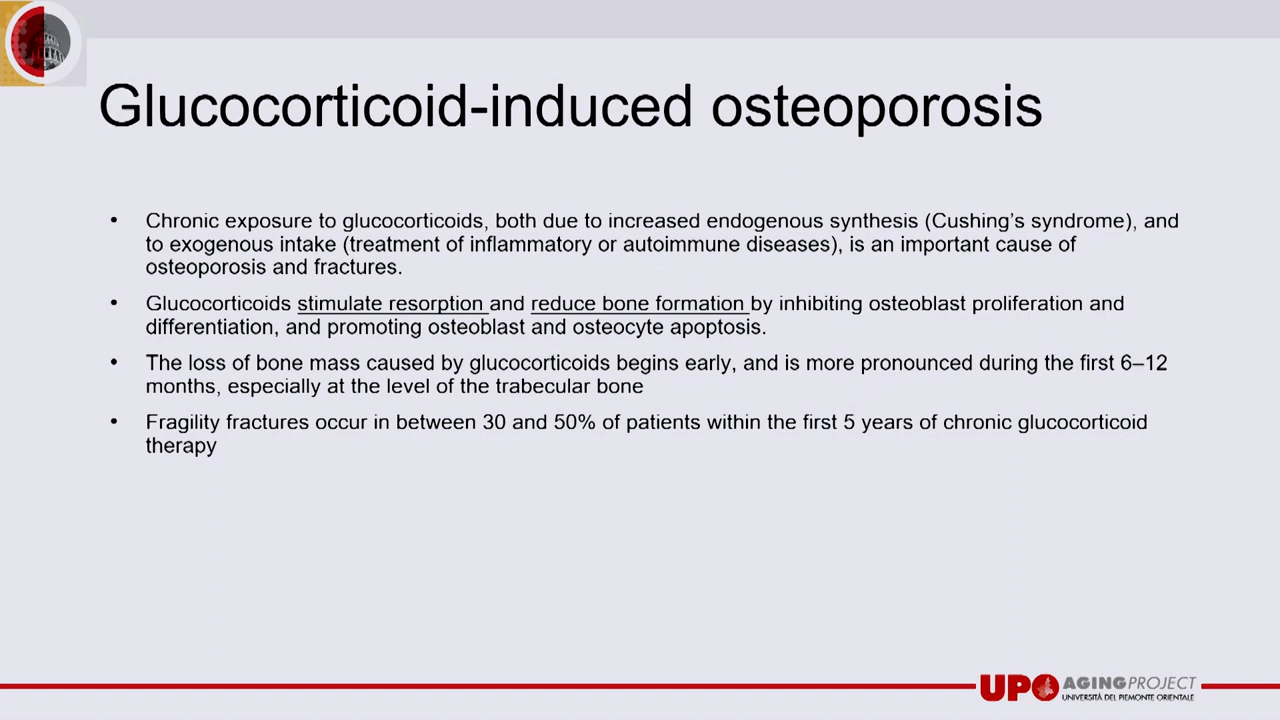 Glucocorticoid-induced osteoporosis
• Chronic exposure to glucocorticoids, both due to increased endogenous synthesis (Cushing’s syndrome), and
to exogenous intake (treatment of inflammatory or autoimmune diseases), is an important cause of
osteoporosis and fractures.
• Glucocorticoids stimulate resorption and reduce bone formation by inhibiting osteoblast proliferation and
differentiation, and promoting osteoblast and osteocyte apoptosis.
• The loss of bone mass caused by glucocorticoids begins early, and is more pronounced during the first 6–12
months, especially at the level of the trabecular bone
• Fragility fractures occur in between 30 and 50% of patients within the first 5 years of chronic glucocorticoid
therapy
UPO AGINGPROJECT
UNIVERSITÀ DEL PIEMONTE ORIENTALE